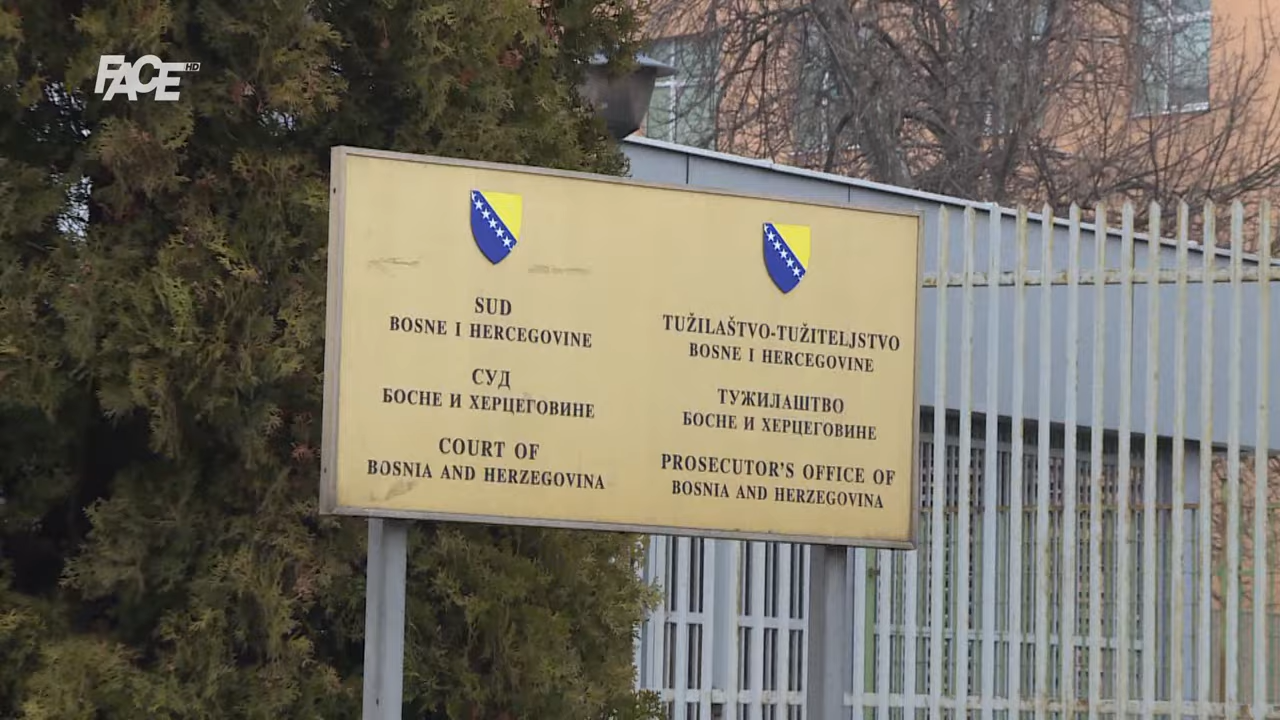 FACE HD
SUD
BOSNE I HERCEGOVINE
СУД
БОСНЕ И ХЕРЦЕГОВИНЕ
COURT OF
BOSNIA AND HERZEGOVINA
TUŽILAŠTVO-TUŽITELJSTVO
BOSNE I HERCEGOVINE
ТУЖИЛАШТВО
БОСНЕ И ХЕРЦЕГОВИНЕ
PROSECUTOR'S OFFICE OF
BOSNIA AND HERZEGOVINA